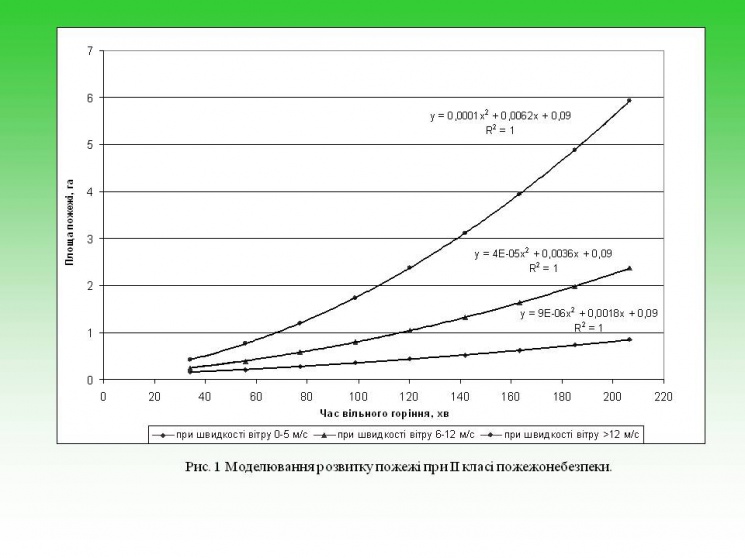 7
6
5
4
3
2
1
0
Площа пожежі, га
y = 0,0001x² + 0,0062x + 0,09
R² = 1
y = 4E-05x² + 0,0036x + 0,09
R² = 1
y = 9E-06x² + 0,0018x + 0,09
R² = 1
0 20 40 60 80 100 120 140 160 180 200 220
Час вільного горіння, хв
при швидкості вітру 0-5 м/с при швидкості вітру 6-12 м/с при швидкості вітру >12 м/с
Рис. 1 Моделювання розвитку пожежі при ІІ класі пожежонебезпеки.